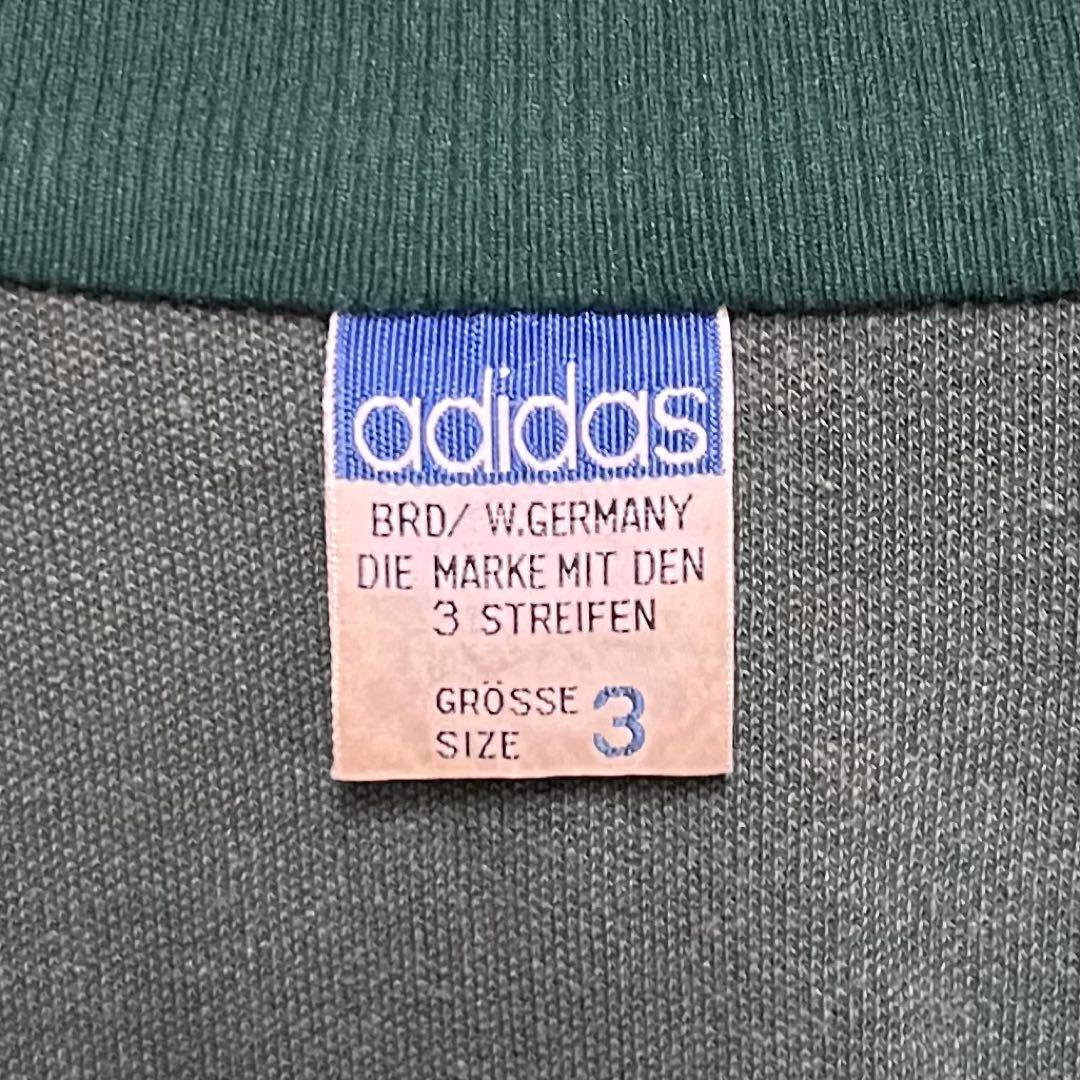 adidas
BRD/ W.GERMANY
DIE MARKE MIT DEN
3 STREIFEN
GRÖSSE 3
SIZE